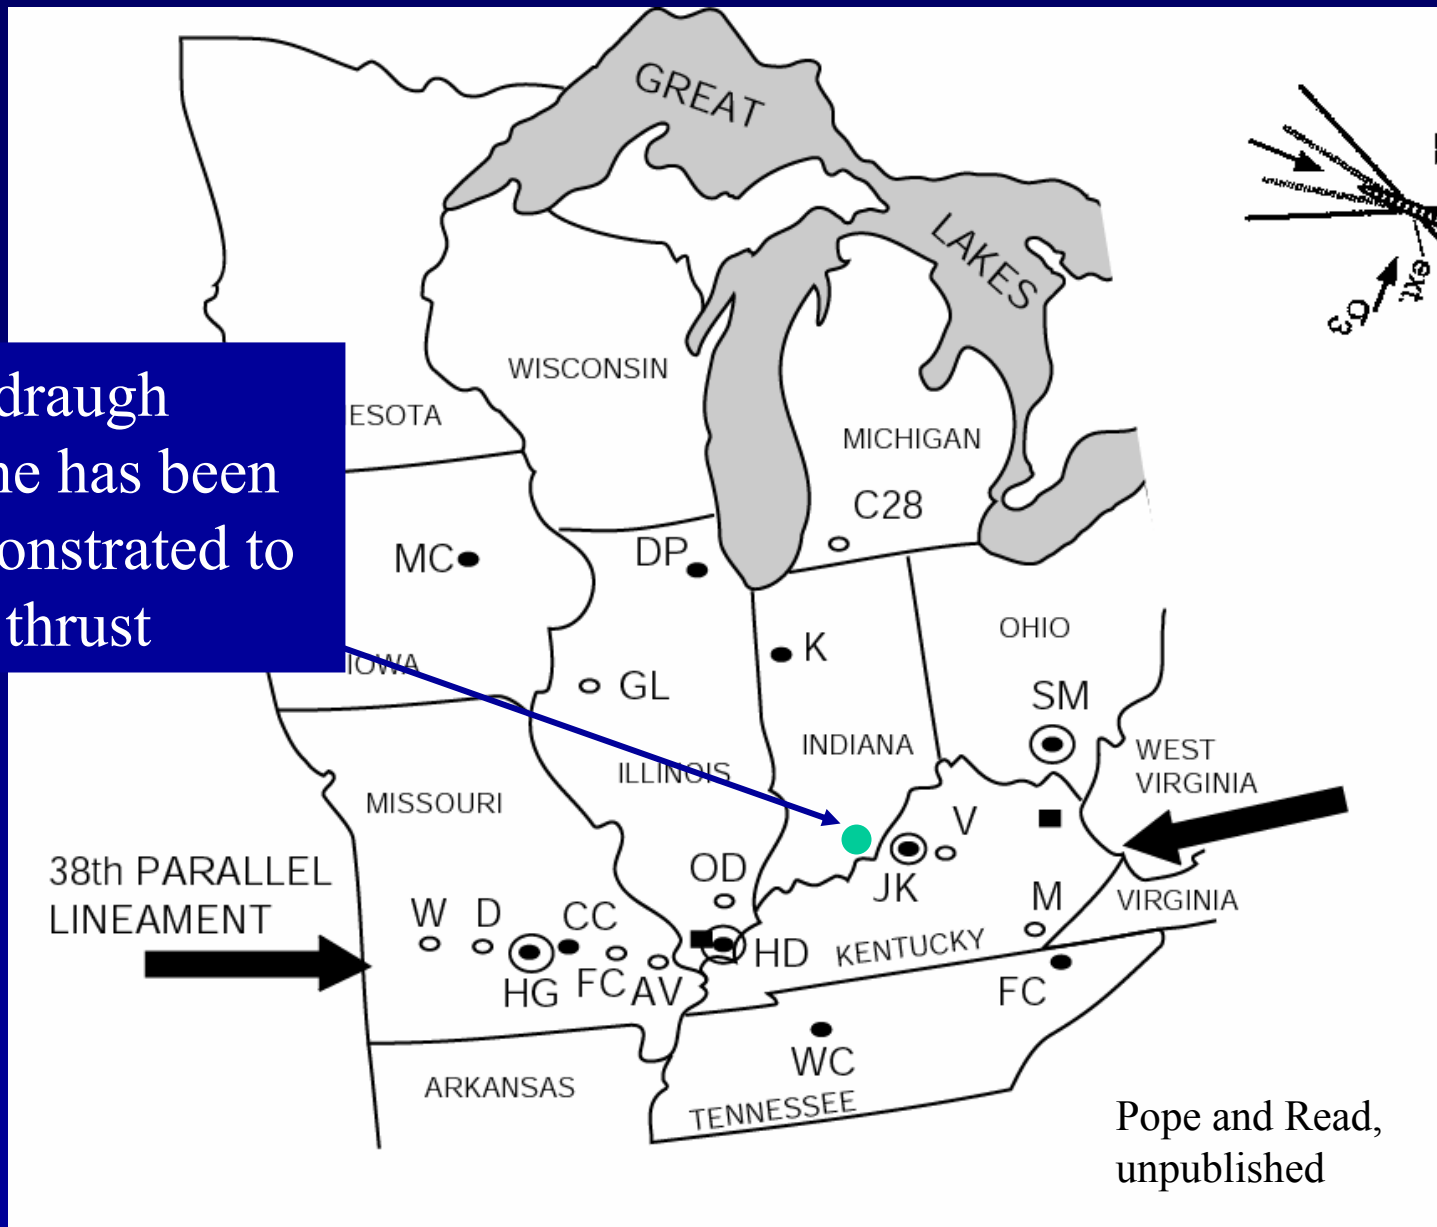 GREAT
LAKES
ext.
σ3
draugh
ne has been
onstrated to
thrust
WISCONSIN
ESOTA
MICHIGAN
C28
MC
DP
OHIO
K
IOWA
GL
SM
INDIANA
WEST
VIRGINIA
ILLINOIS
MISSOURI
V
38th PARALLEL
LINEAMENT
OD
JK
M
VIRGINIA
W
D
CC
HD
KENTUCKY
HG
FC
AV
FC
WC
ARKANSAS
TENNESSEE
Pope and Read,
unpublished